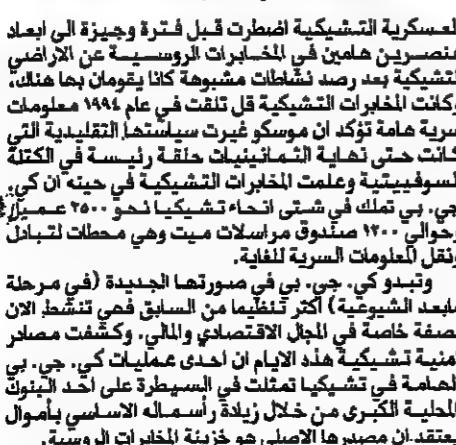 العسكرية التشيكية اضطرت قبل فترة وجيزة الى ابعاد
عنصرين هامين في المخابرات الروسية عن الاراضي
التشيكية بعد رصد نشاطات مشبوهة كانا يقومان بها هناك،
وكانت المخابرات التشيكية قل تلقت في عام ١٩٩٤ معلومات
سرية هامة تؤكد ان موسكو غيرت سياستها التقليدية التي
كانت حتى نهاية الثمانينيات حلقة رئيسة في الكتلة
السوفييتية وعلمت المخابرات التشيكية في حينه ان كي.
جي. بي تملك في شتى انحاء تشيكيا نحو ٢٥٠٠ عميل
وحوالي ١٢٠٠ صندوق مراسلات ميت وهي محطات لتبادل
ونقل المعلومات السرية للغاية.
وتبدو كي. جي. بي في صورتها الجديدة (في مرحلة
مابعد الشيوعية) اكثر تنظيما من السابق فهي تنشط الان
بصفة خاصة في المجال الاقتصادي والمالي. وكشفت مصادر
امنية تشيكية هذه الايام ان احدى عمليات كي. جي. بي
الهامة في تشيكيا تمثلت في السيطرة على احد البنوك
المحلية الكبرى من خلال زيادة رأسماله الاساسي بأموال
يعتقد ان مصدرها الاصلي هو خزينة المخابرات الروسية.